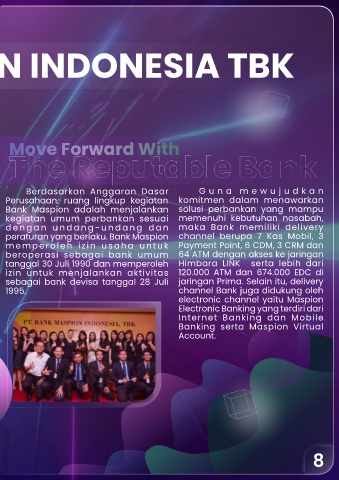 N INDONESIA TBK
Move Forward With
The Reputable Bank
Berdasarkan Anggaran Dasar
Perusahaan, ruang lingkup kegiatan
Bank Maspion adalah menjalankan
kegiatan umum perbankan sesuai
dengan undang-undang dan
peraturan yang berlaku. Bank Maspion
memperoleh izin usaha untuk
beroperasi sebagai bank umum
tanggal 30 Juli 1990 dan memperoleh
izin untuk menjalankan aktivitas
sebagai bank devisa tanggal 28 Juli
1995.
PT. BANK MASPION INDONESIA, TBK
Guna mewujudkan
komitmen dalam menawarkan
solusi perbankan yang mampu
memenuhi kebutuhan nasabah,
maka Bank memiliki delivery
channel berupa 7 Kas Mobil, 3
Payment Point, 6 CDM, 3 CRM dan
64 ATM dengan akses ke jaringan
Himbara LINK serta lebih dari
120.000 ATM dan 674.000 EDC di
jaringan Prima. Selain itu, delivery
channel Bank juga didukung oleh
electronic channel yaitu Maspion
Electronic Banking yang terdiri dari
Internet Banking dan Mobile
Banking serta Maspion Virtual
Account.
8